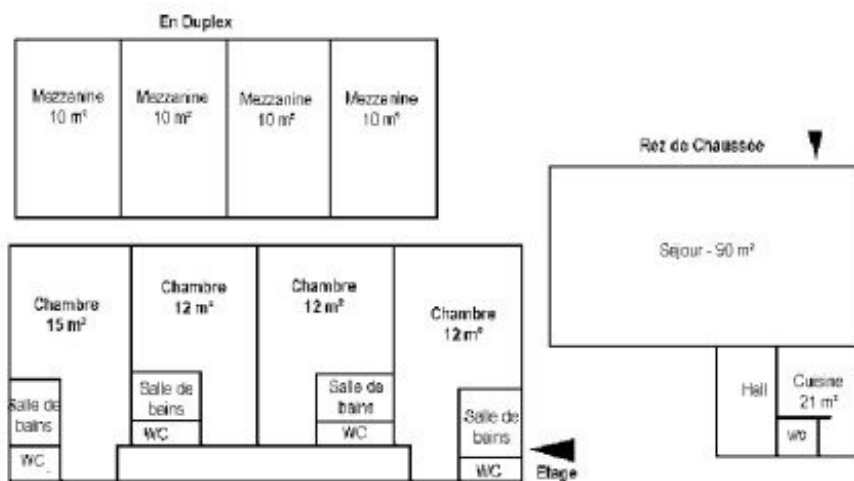 En Duplex
Mezzanine
10 m²
Mezzanine
10 m²
Mezzanine
10 m²
Mezzanine
10 m²
Rez de Chaussée
Sejour - 90 m²
Hall
Cuisine
21 m²
WC
Chambre
15 m²
Chambre
12 m²
Chambre
12 m²
Chambre
12 m²
Salle de
bains
WC
Salle de
bains
WC
Salle de
bains
WC
Salle de
bains
WC
Etage